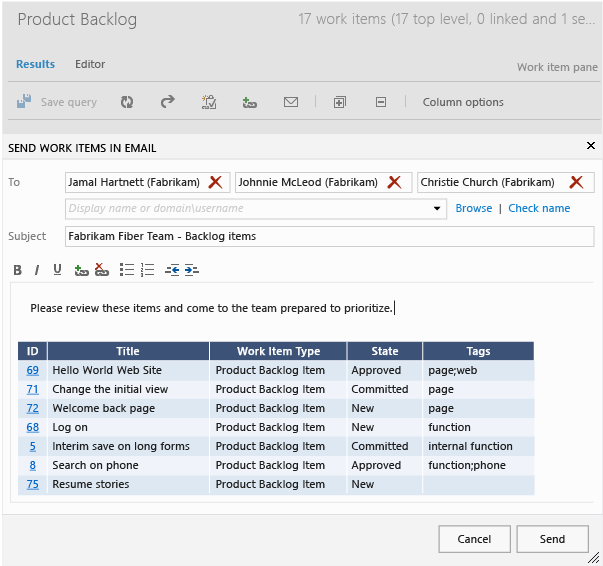 Product Backlog 17 work items (17 top level, 0 linked and 1 se...
Results Editor Work item pane
Save query Column options
SEND WORK ITEMS IN EMAIL
To Jamal Hartnett (Fabrikam) Johnnie McLeod (Fabrikam) Christie Church (Fabrikam)
Display name or domain\username Browse | Check name
Subject Fabrikam Fiber Team - Backlog items
B I U
Please review these items and come to the team prepared to prioritize.
ID Title Work Item Type State Tags
69 Hello World Web Site Product Backlog Item Approved page;web
71 Change the initial view Product Backlog Item Committed page
72 Welcome back page Product Backlog Item New page
68 Log on Product Backlog Item New function
5 Interim save on long forms Product Backlog Item Committed internal function
8 Search on phone Product Backlog Item Approved function;phone
75 Resume stories Product Backlog Item New
Cancel Send